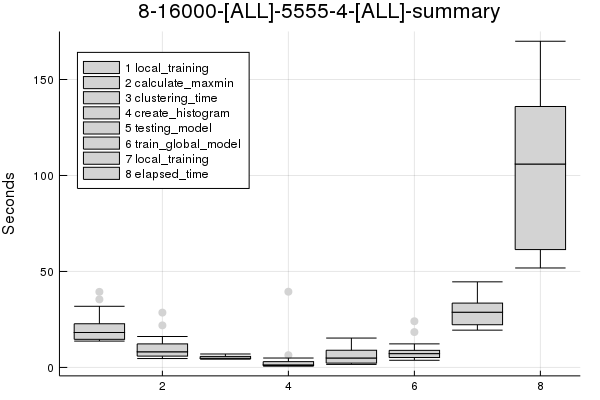 8-16000-[ALL]-5555-4-[ALL]-summary
Seconds
150
100
50
0
1 local_training
2 calculate_maxmin
3 clustering_time
4 create_histogram
5 testing_model
6 train_global_model
7 local_training
8 elapsed_time
2 4 6 8